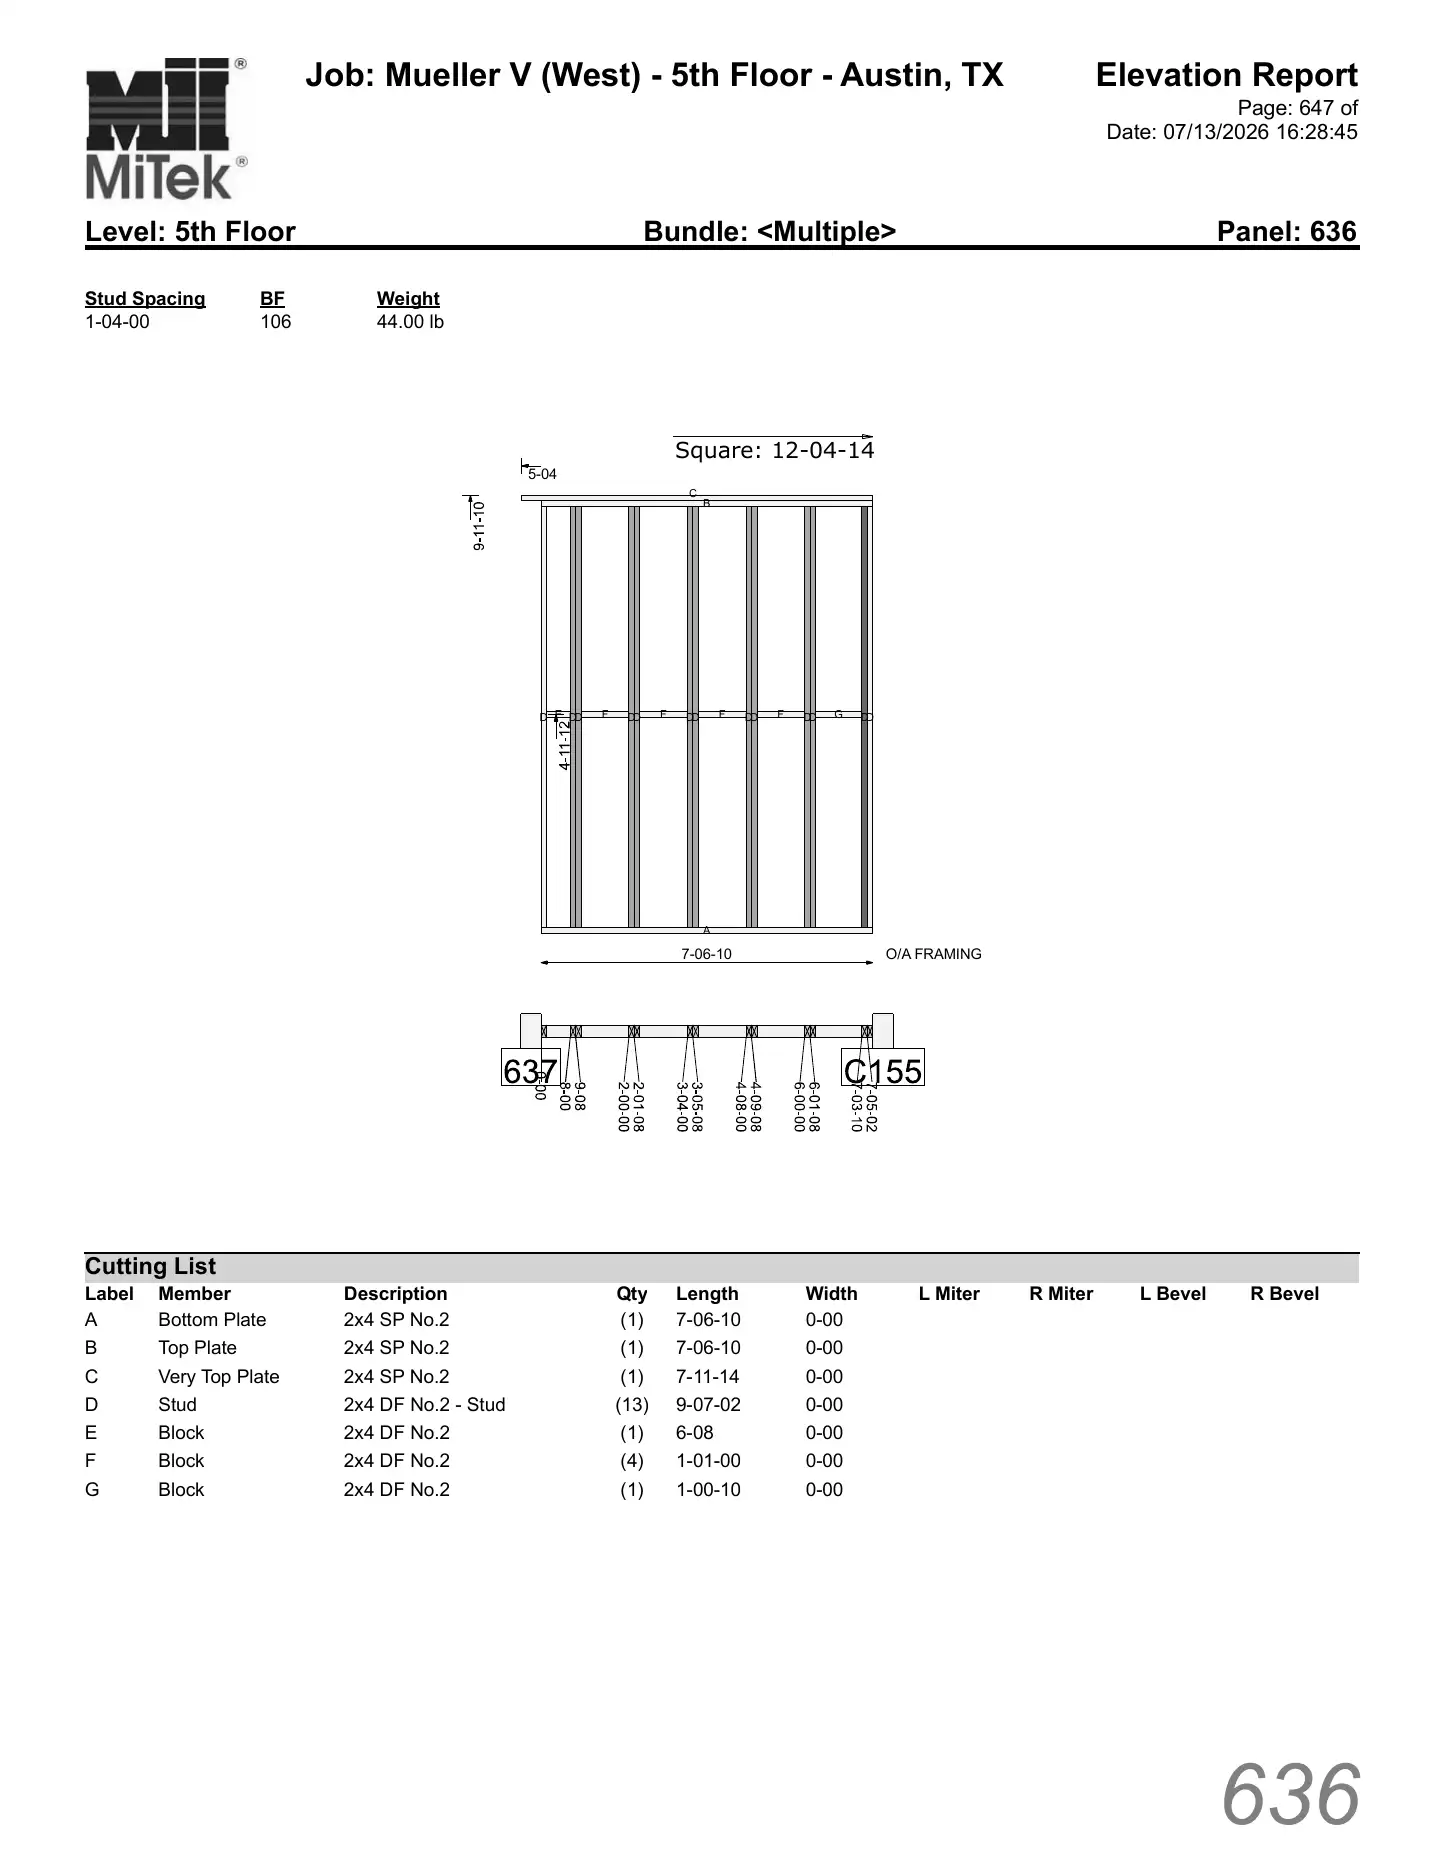 Job: Mueller V (West) - 5th Floor - Austin, TX
Elevation Report
Page: 647 of
Date: 07/13/2026 16:28:45
MiTek®
Level: 5th Floor
Bundle: <Multiple>
Panel: 636
Stud Spacing BF Weight
1-04-00 106 44.00 lb
Square: 12-04-14
5-04
C
B
9-11-10
D F F F F G
4-11-12
A
7-06-10 O/A FRAMING
637 C155
0-00 8-00 9-08 2-00-00 2-01-08 3-04-00 3-05-08 4-08-00 4-09-08 6-00-00 6-01-08 7-03-10 7-05-02
Cutting List
Label Member Description Qty Length Width L Miter R Miter L Bevel R Bevel
A Bottom Plate 2x4 SP No.2 (1) 7-06-10 0-00
B Top Plate 2x4 SP No.2 (1) 7-06-10 0-00
C Very Top Plate 2x4 SP No.2 (1) 7-11-14 0-00
D Stud 2x4 DF No.2 - Stud (13) 9-07-02 0-00
E Block 2x4 DF No.2 (1) 6-08 0-00
F Block 2x4 DF No.2 (4) 1-01-00 0-00
G Block 2x4 DF No.2 (1) 1-00-10 0-00
636